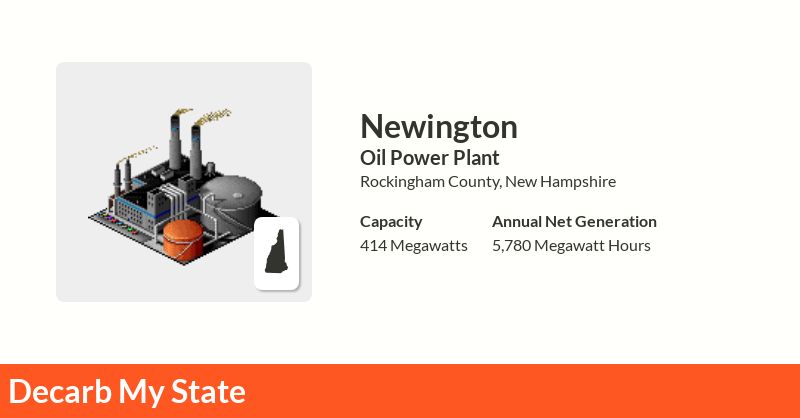 Newington
Oil Power Plant
Rockingham County, New Hampshire
Capacity
414 Megawatts
Annual Net Generation
5,780 Megawatt Hours
Decarb My State